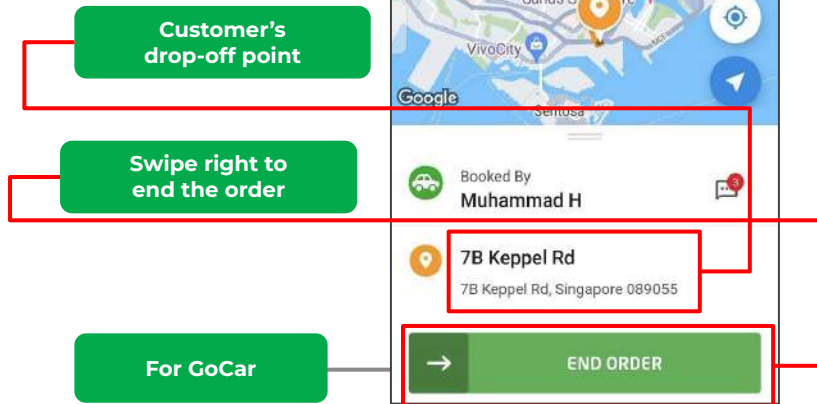 Customer's
drop-off point
VivoCity
Google
Sentosa
Swipe right to
end the order
Booked By
Muhammad H
3
7B Keppel Rd
7B Keppel Rd, Singapore 089055
For GoCar
END ORDER